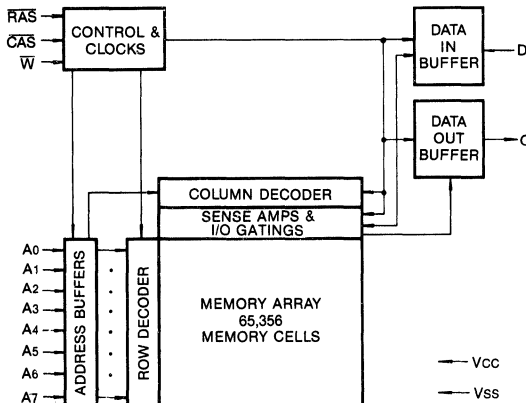 RAS
CAS
W
CONTROL &
CLOCKS
DATA
IN
BUFFER
D
DATA
OUT
BUFFER
COLUMN DECODER
SENSE AMPS &
I/O GATINGS
A0
A1
A2
A3
A4
A5
A6
A7
ADDRESS BUFFERS
ROW DECODER
MEMORY ARRAY
65,356
MEMORY CELLS
VCC
VSS